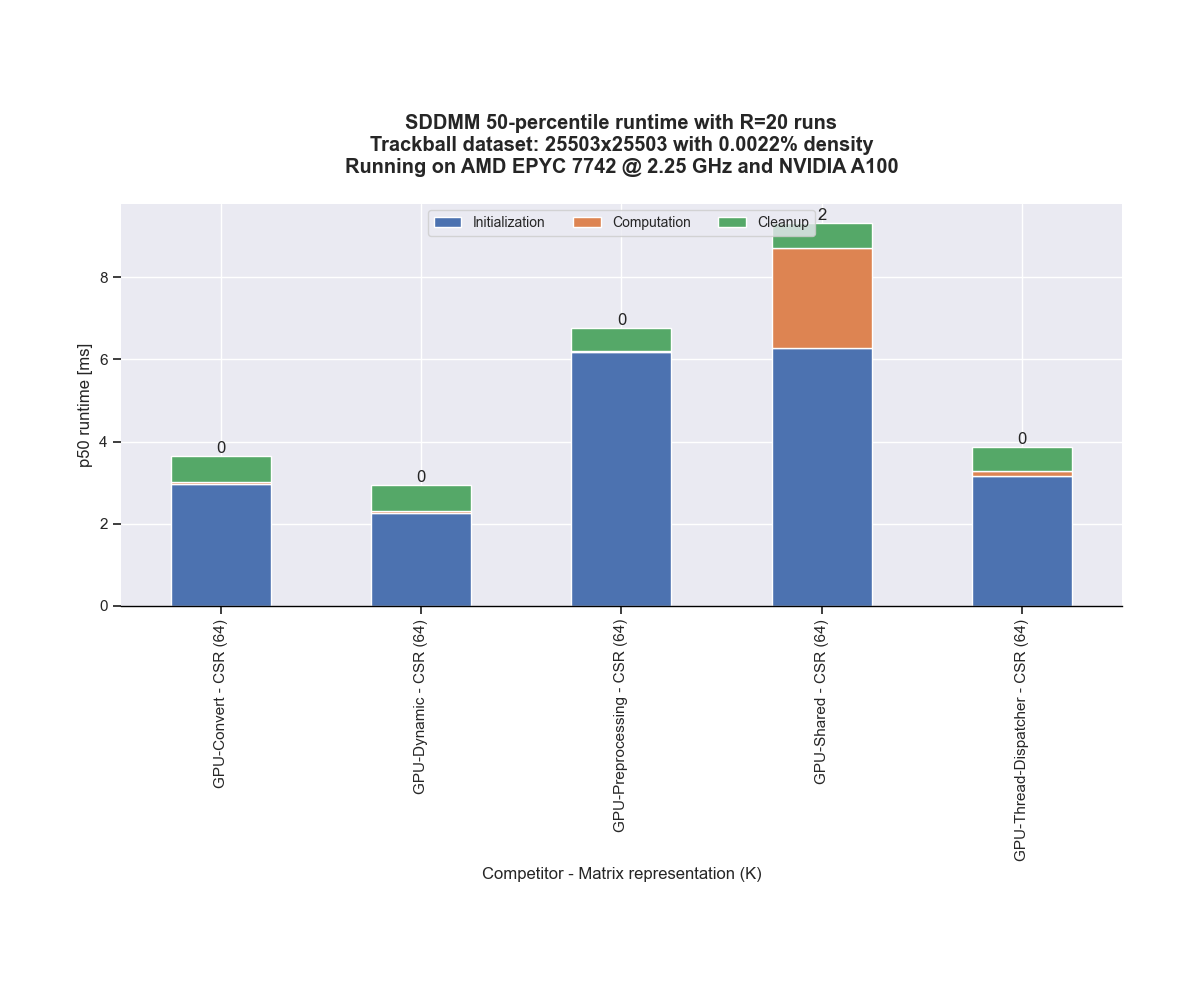 SDDMM 50-percentile runtime with R=20 runs
Trackball dataset: 25503x25503 with 0.0022% density
Running on AMD EPYC 7742 @ 2.25 GHz and NVIDIA A100
Initialization
Computation
Cleanup
2
0
0
0
0
8
6
4
2
0
p50 runtime [ms]
GPU-Convert - CSR (64)
GPU-Dynamic - CSR (64)
GPU-Preprocessing - CSR (64)
GPU-Shared - CSR (64)
GPU-Thread-Dispatcher - CSR (64)
Competitor - Matrix representation (K)